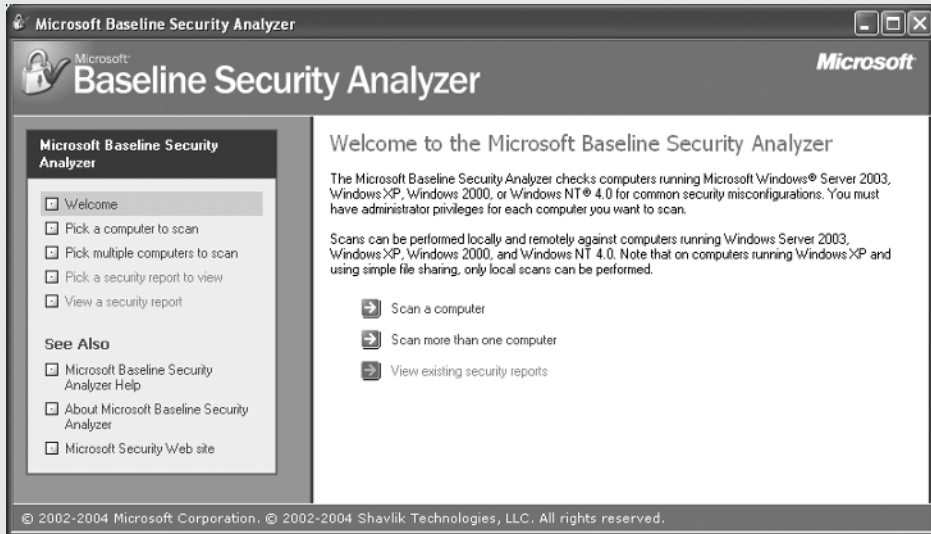 Microsoft Baseline Security Analyzer
Microsoft
Baseline Security Analyzer
Microsoft
Microsoft Baseline Security
Analyzer
Welcome
Pick a computer to scan
Pick multiple computers to scan
Pick a security report to view
View a security report
See Also
Microsoft Baseline Security
Analyzer Help
About Microsoft Baseline Security
Analyzer
Microsoft Security Web site
Welcome to the Microsoft Baseline Security Analyzer
The Microsoft Baseline Security Analyzer checks computers running Microsoft Windows® Server 2003,
Windows XP, Windows 2000, or Windows NT® 4.0 for common security misconfigurations. You must
have administrator privileges for each computer you want to scan.
Scans can be performed locally and remotely against computers running Windows Server 2003,
Windows XP, Windows 2000, and Windows NT 4.0. Note that on computers running Windows XP and
using simple file sharing, only local scans can be performed.
Scan a computer
Scan more than one computer
View existing security reports
© 2002-2004 Microsoft Corporation. © 2002-2004 Shavlik Technologies, LLC. All rights reserved.